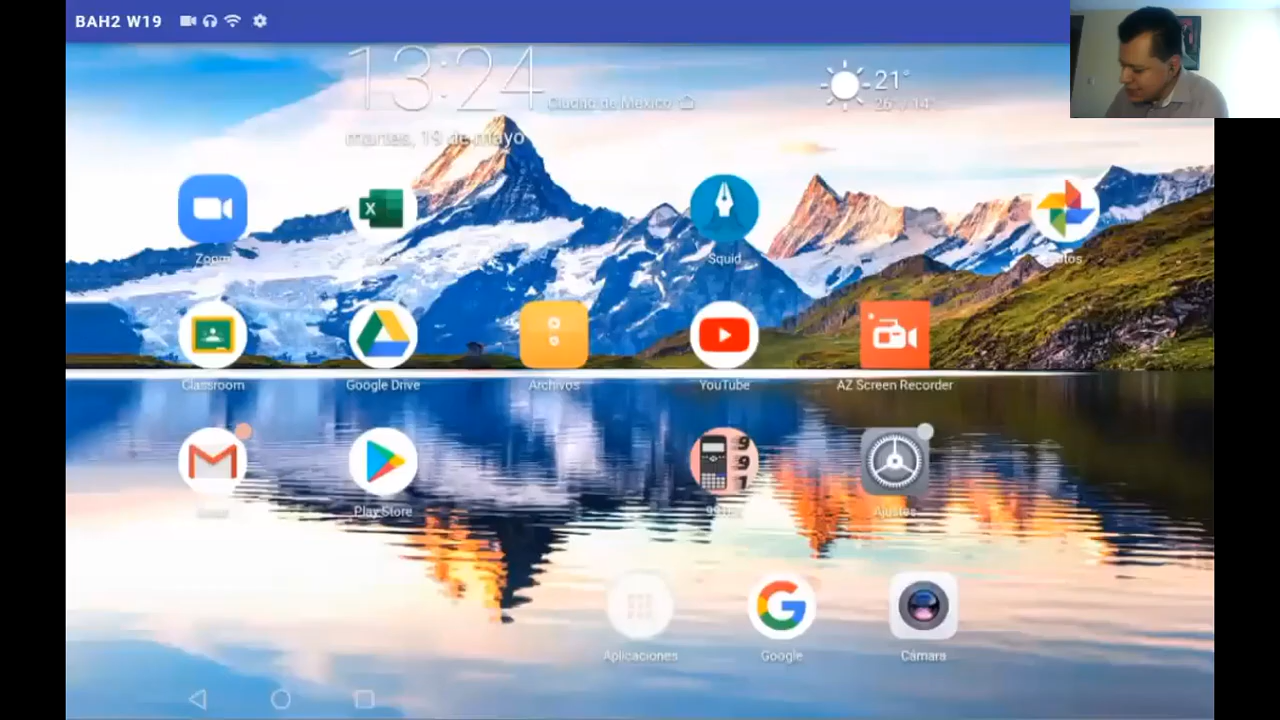 BAH2 W19
13:24
Ciudad de México
21°
26°/ 14°
martes, 19 de mayo
Zoom
Squid
Classroom
Google Drive
Archivos
YouTube
AZ Screen Recorder
Play Store
Ajustes
Aplicaciones
Google
Cámara